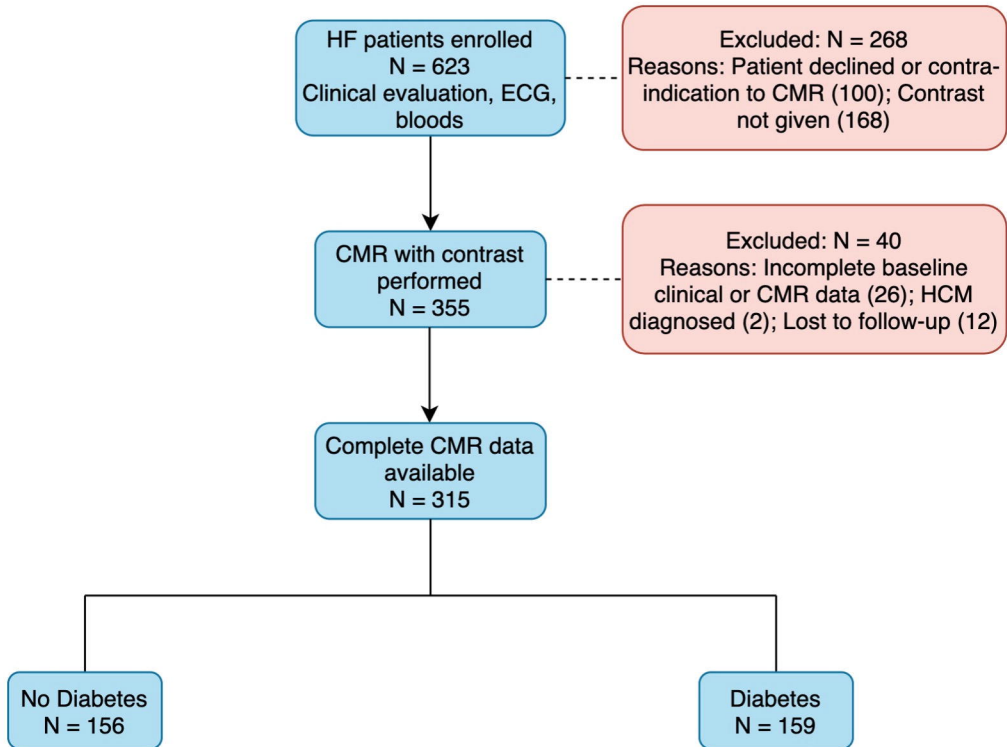 HF patients enrolled
N = 623
Clinical evaluation, ECG,
bloods
Excluded: N = 268
Reasons: Patient declined or contra-
indication to CMR (100); Contrast
not given (168)
CMR with contrast
performed
N = 355
Excluded: N = 40
Reasons: Incomplete baseline
clinical or CMR data (26); HCM
diagnosed (2); Lost to follow-up (12)
Complete CMR data
available
N = 315
No Diabetes
N = 156
Diabetes
N = 159